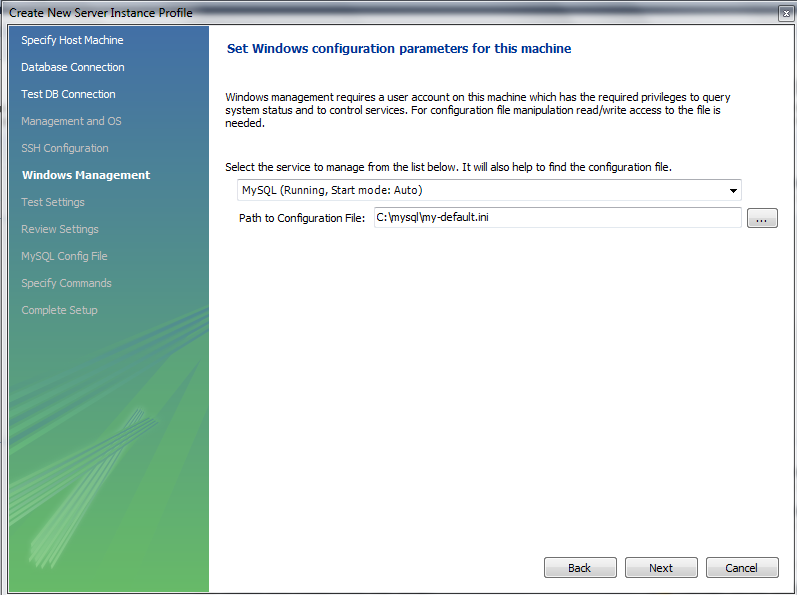 Create New Server Instance Profile
Specify Host Machine
Database Connection
Test DB Connection
Management and OS
SSH Configuration
Windows Management
Test Settings
Review Settings
MySQL Config File
Specify Commands
Complete Setup
Set Windows configuration parameters for this machine
Windows management requires a user account on this machine which has the required privileges to query
system status and to control services. For configuration file manipulation read/write access to the file is
needed.
Select the service to manage from the list below. It will also help to find the configuration file.
MySQL (Running, Start mode: Auto)
Path to Configuration File: C:\mysql\my-default.ini ...
Back Next Cancel